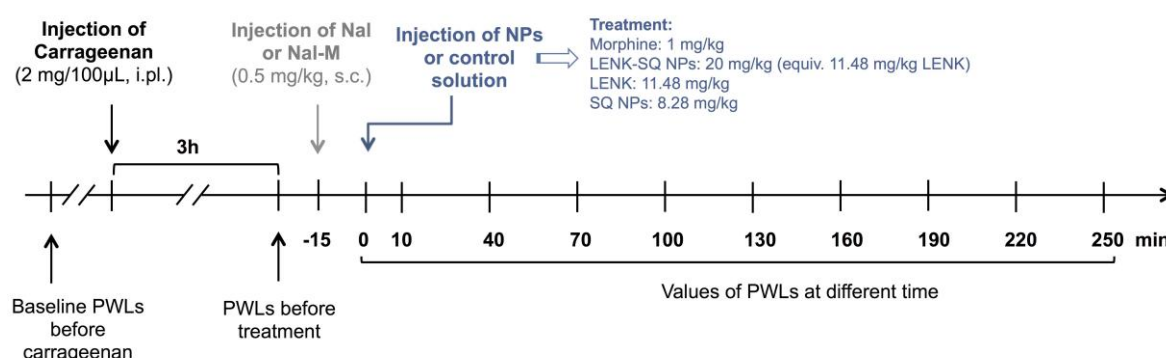 Injection of
Carrageenan
(2 mg/100µL, i.pl.)
Injection of Nal
or Nal-M
(0.5 mg/kg, s.c.)
Injection of NPs
or control
solution
Treatment:
Morphine: 1 mg/kg
LENK-SQ NPs: 20 mg/kg (equiv. 11.48 mg/kg LENK)
LENK: 11.48 mg/kg
SQ NPs: 8.28 mg/kg
3h
-15 0 10 40 70 100 130 160 190 220 250 min
Baseline PWLs
before
carrageenan
PWLs before
treatment
Values of PWLs at different time